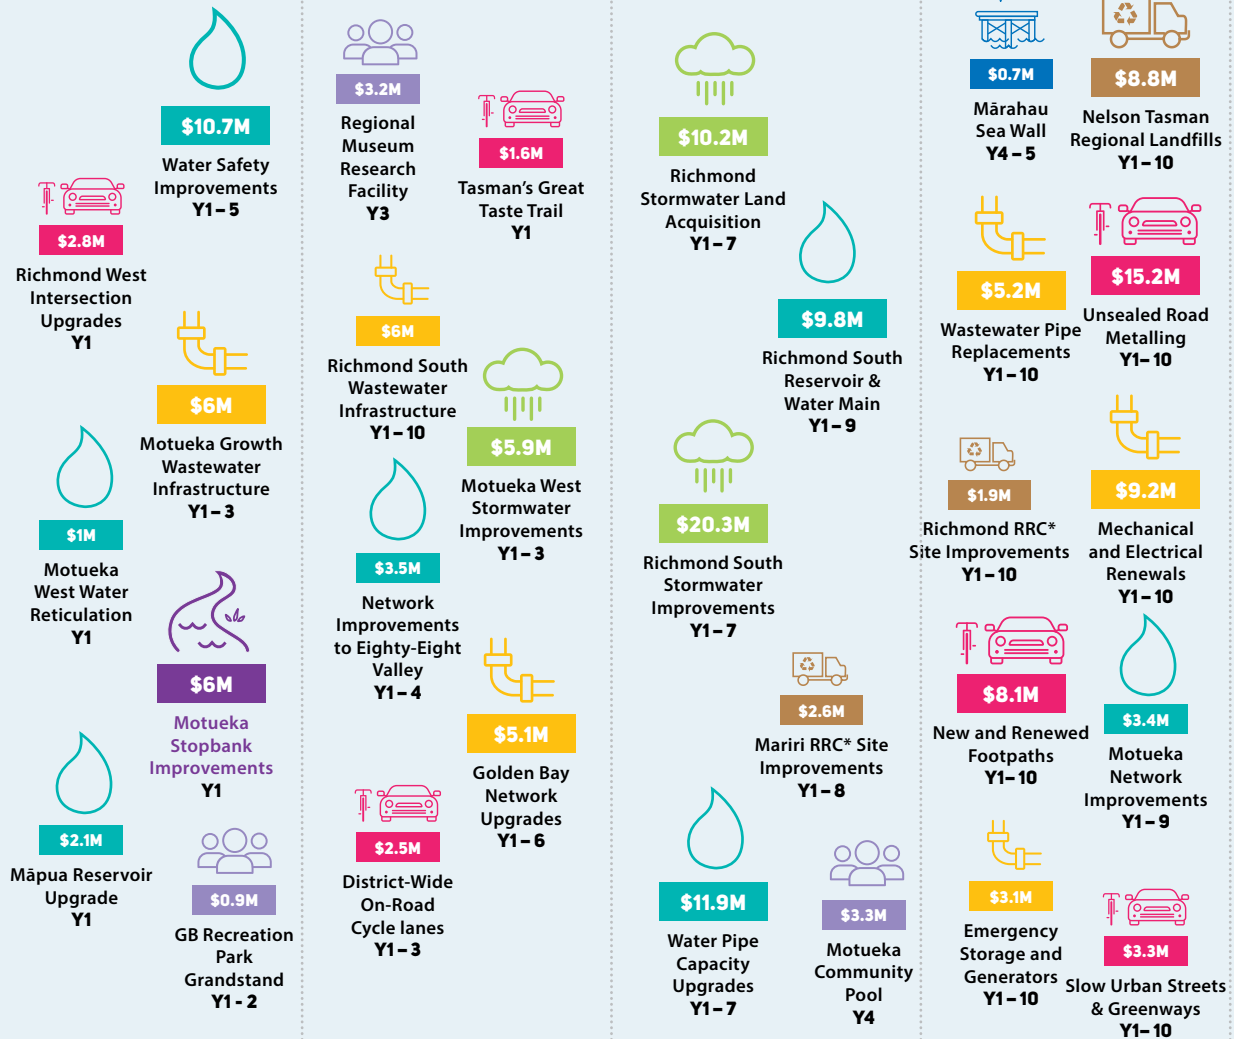 $10.7M
Water Safety
Improvements
Y1 – 5
$2.8M
Richmond West
Intersection
Upgrades
Y1
$6M
Motueka Growth
Wastewater
Infrastructure
Y1 – 3
$1M
Motueka
West Water
Reticulation
Y1
$6M
Motueka
Stopbank
Improvements
Y1
$2.1M
Māpua Reservoir
Upgrade
Y1
$0.9M
GB Recreation
Park
Grandstand
Y1 - 2
$3.2M
Regional
Museum
Research
Facility
Y3
$1.6M
Tasman’s Great
Taste Trail
Y1
$6M
Richmond South
Wastewater
Infrastructure
Y1 – 10
$5.9M
Motueka West
Stormwater
Improvements
Y1 – 3
$3.5M
Network
Improvements
to Eighty-Eight
Valley
Y1 – 4
$5.1M
Golden Bay
Network
Upgrades
Y1 – 6
$2.5M
District-Wide
On-Road
Cycle lanes
Y1 – 3
$10.2M
Richmond
Stormwater Land
Acquisition
Y1 – 7
$9.8M
Richmond South
Reservoir &
Water Main
Y1 – 9
$20.3M
Richmond South
Stormwater
Improvements
Y1 – 7
$2.6M
Mariri RRC* Site
Improvements
Y1 – 8
$11.9M
Water Pipe
Capacity
Upgrades
Y1 – 7
$3.3M
Motueka
Community
Pool
Y4
$0.7M
Mārahau
Sea Wall
Y4 – 5
$8.8M
Nelson Tasman
Regional Landfills
Y1 – 10
$5.2M
Wastewater Pipe
Replacements
Y1 – 10
$15.2M
Unsealed Road
Metalling
Y1 – 10
$1.9M
Richmond RRC*
Site Improvements
Y1 – 10
$9.2M
Mechanical
and Electrical
Renewals
Y1 – 10
$8.1M
New and Renewed
Footpaths
Y1 – 10
$3.4M
Motueka
Network
Improvements
Y1 – 9
$3.1M
Emergency
Storage and
Generators
Y1 – 10
$3.3M
Slow Urban Streets
& Greenways
Y1 – 10